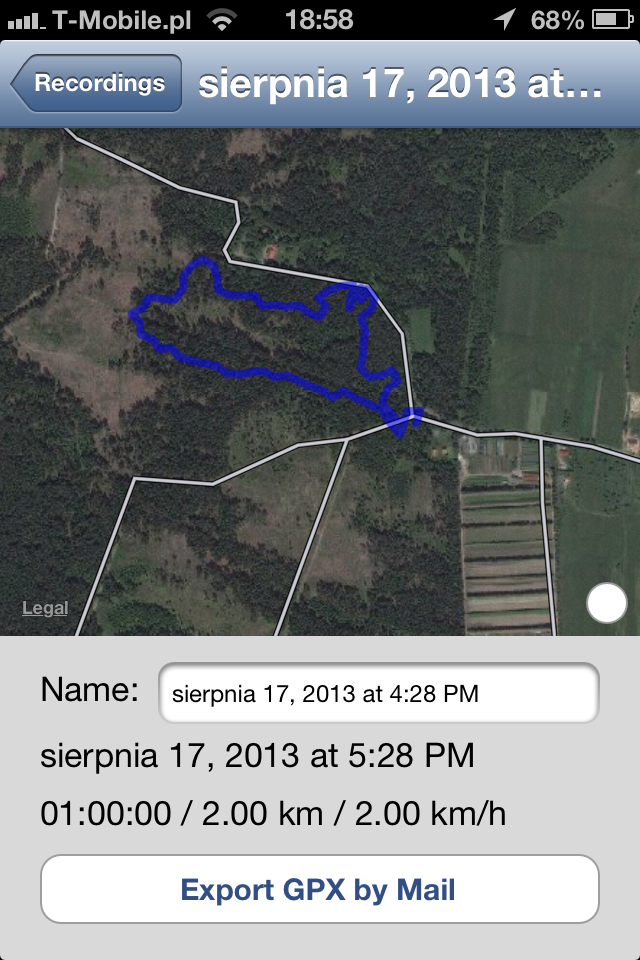 T-Mobile.pl 18:58 68%
Recordings sierpnia 17, 2013 at...
Legal
Name: sierpnia 17, 2013 at 4:28 PM
sierpnia 17, 2013 at 5:28 PM
01:00:00 / 2.00 km / 2.00 km/h
Export GPX by Mail